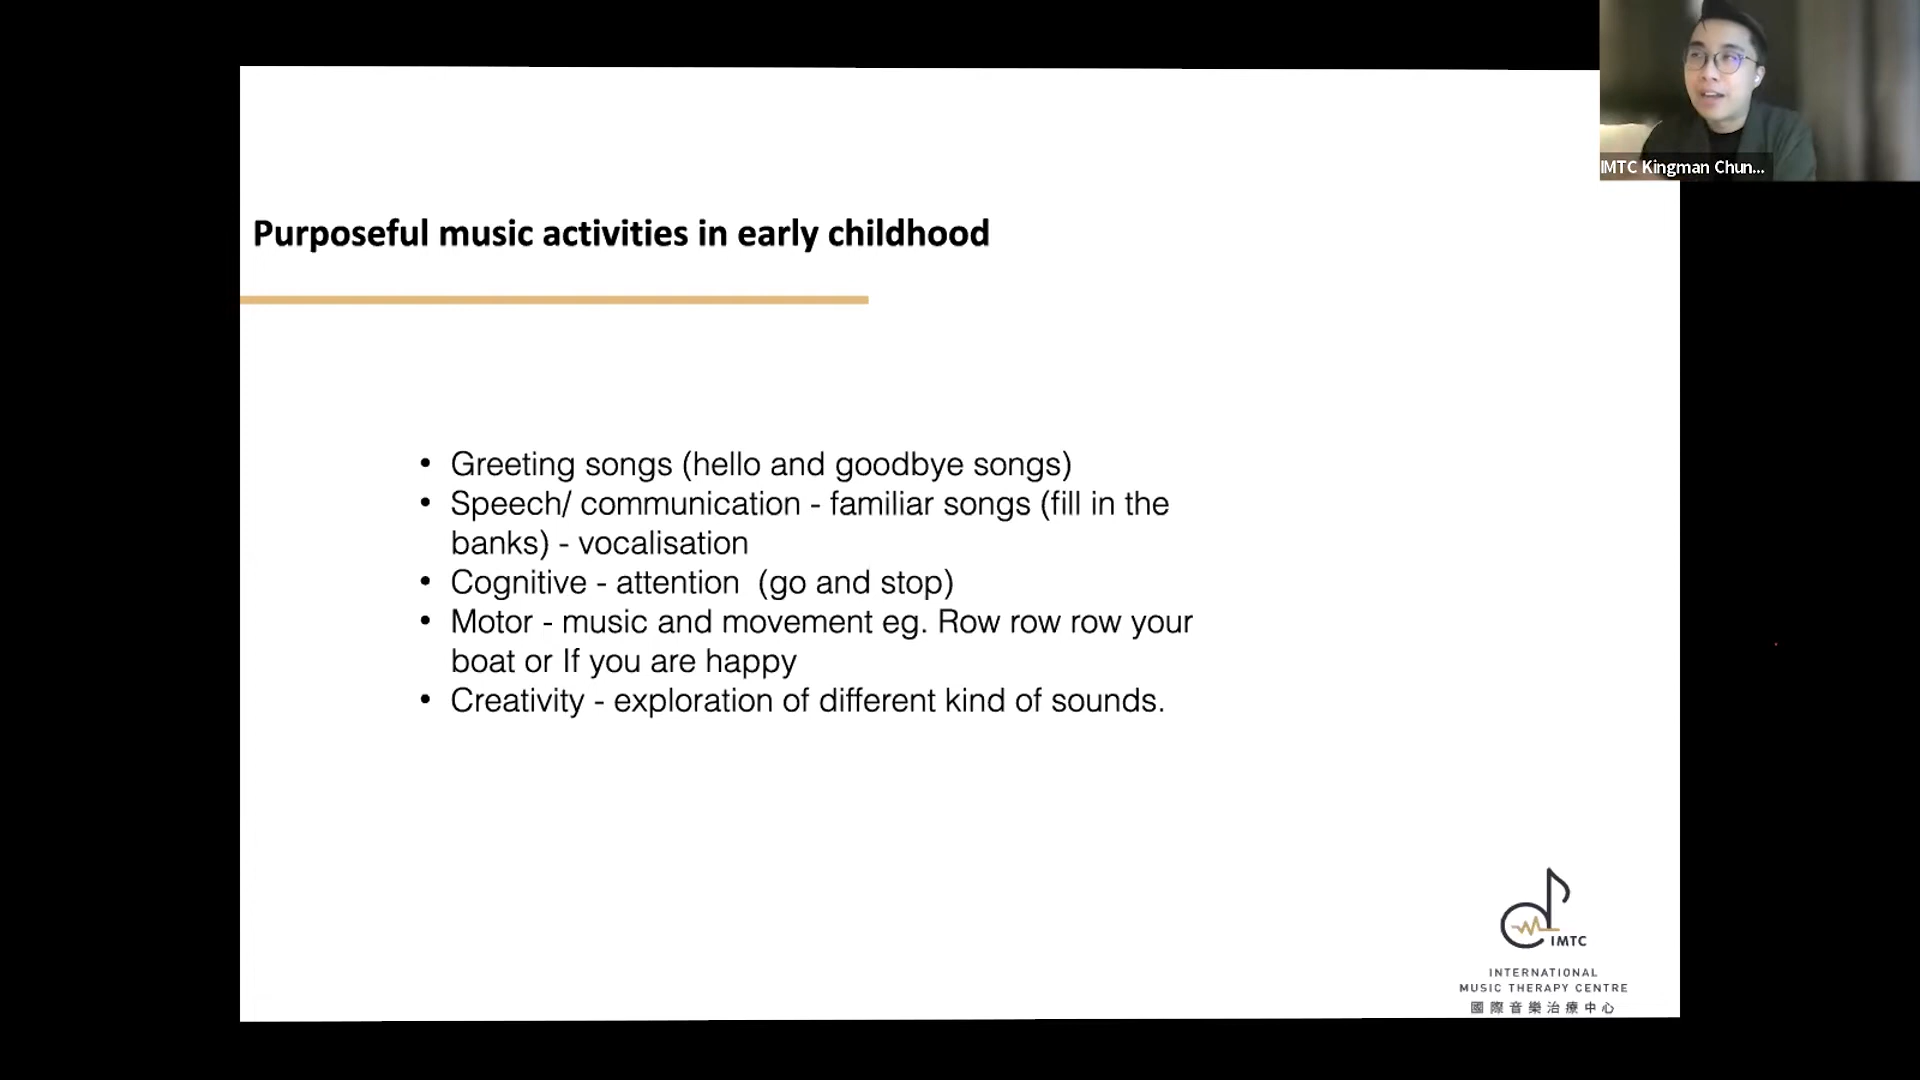 IMTC Kingman Chun...
Purposeful music activities in early childhood
• Greeting songs (hello and goodbye songs)
• Speech/ communication - familiar songs (fill in the
banks) - vocalisation
• Cognitive - attention  (go and stop)
• Motor - music and movement eg. Row row row your
boat or If you are happy
• Creativity - exploration of different kind of sounds.
IMTC
INTERNATIONAL
MUSIC THERAPY CENTRE
國際音樂治療中心